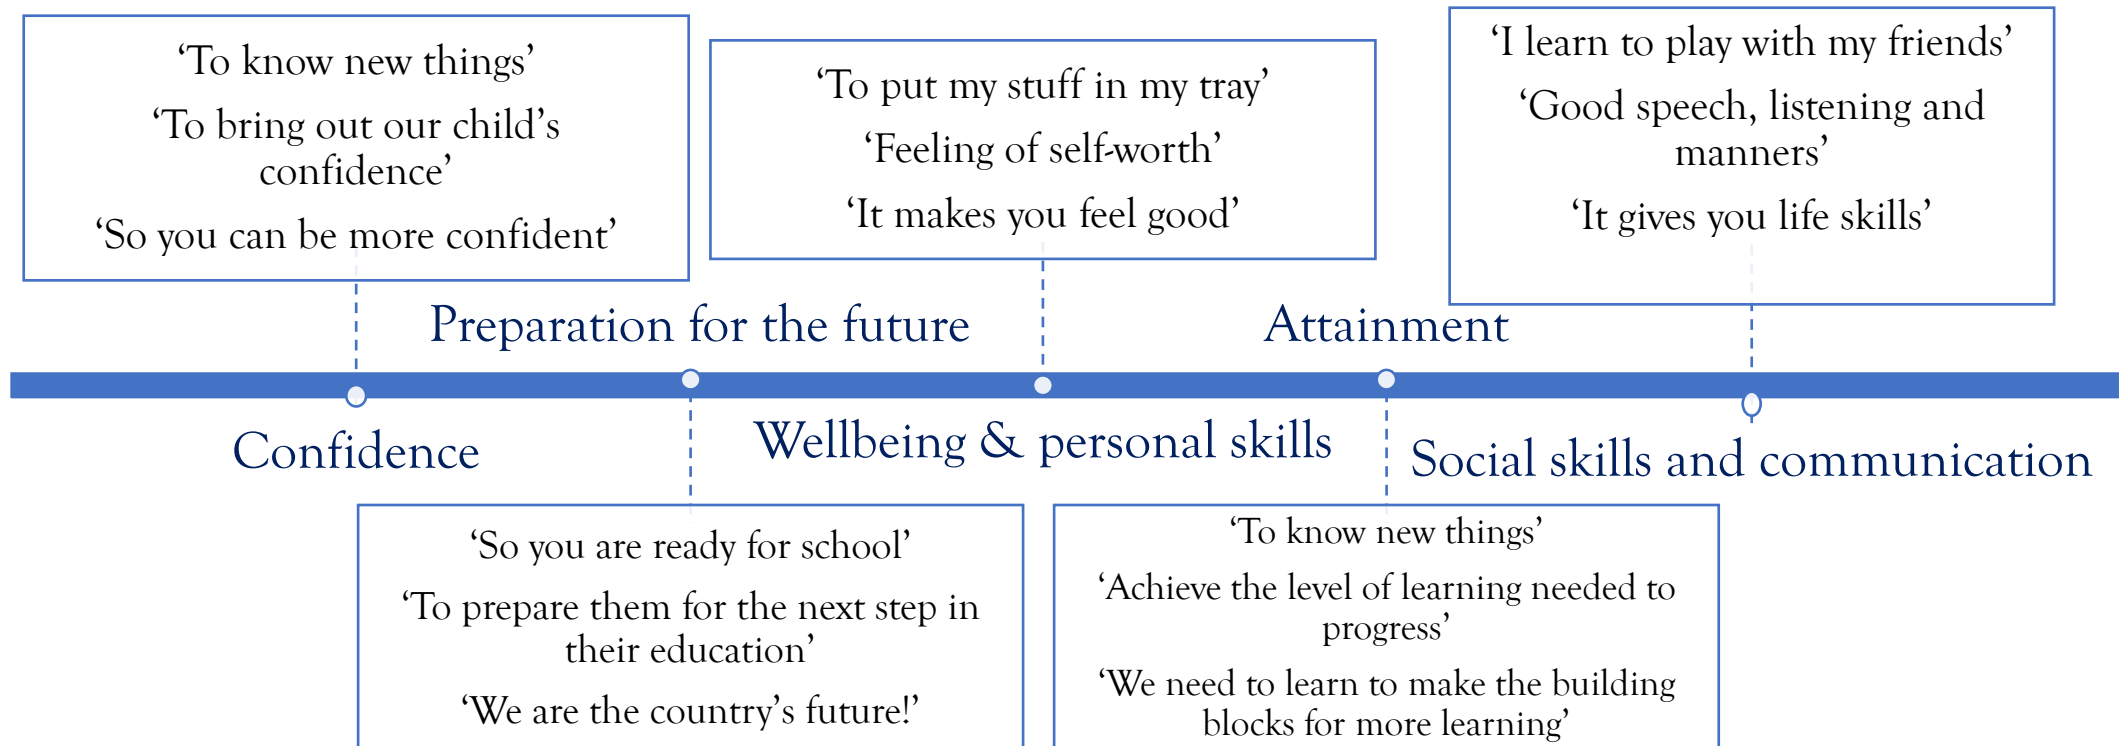 ‘To know new things’
‘To bring out our child’s
confidence’
‘So you can be more confident’
‘To put my stuff in my tray’
‘Feeling of self-worth’
‘It makes you feel good’
‘I learn to play with my friends’
‘Good speech, listening and
manners’
‘It gives you life skills’
Preparation for the future
Attainment
Confidence
Wellbeing & personal skills
Social skills and communication
‘So you are ready for school’
‘To prepare them for the next step in
their education’
‘We are the country’s future!’
‘To know new things’
‘Achieve the level of learning needed to
progress’
‘We need to learn to make the building
blocks for more learning’